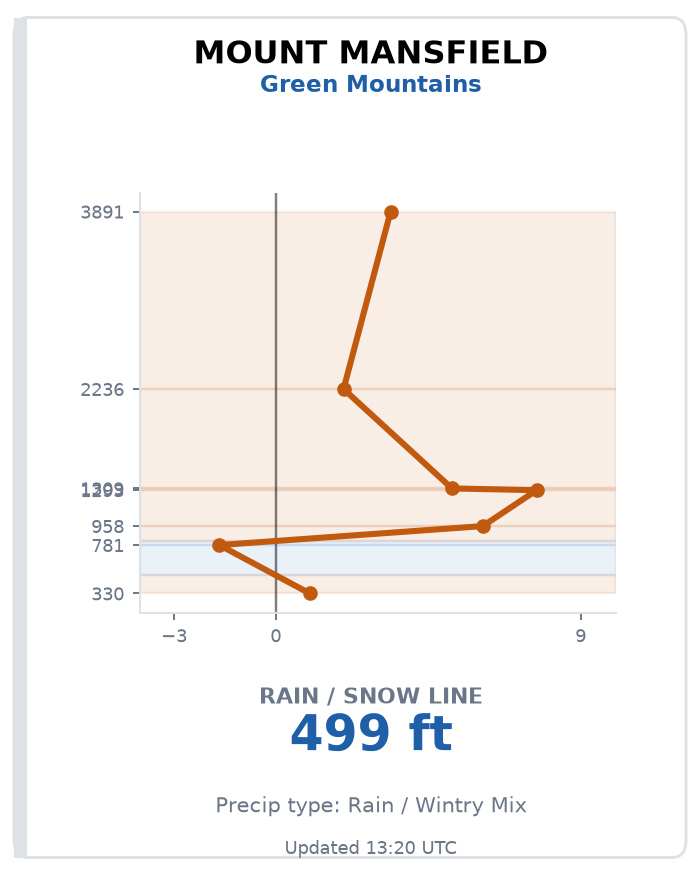 MOUNT MANSFIELD
Green Mountains
3891
2236
958
781
330
−3 0 9
RAIN / SNOW LINE
499 ft
Precip type: Rain / Wintry Mix
Updated 13:20 UTC